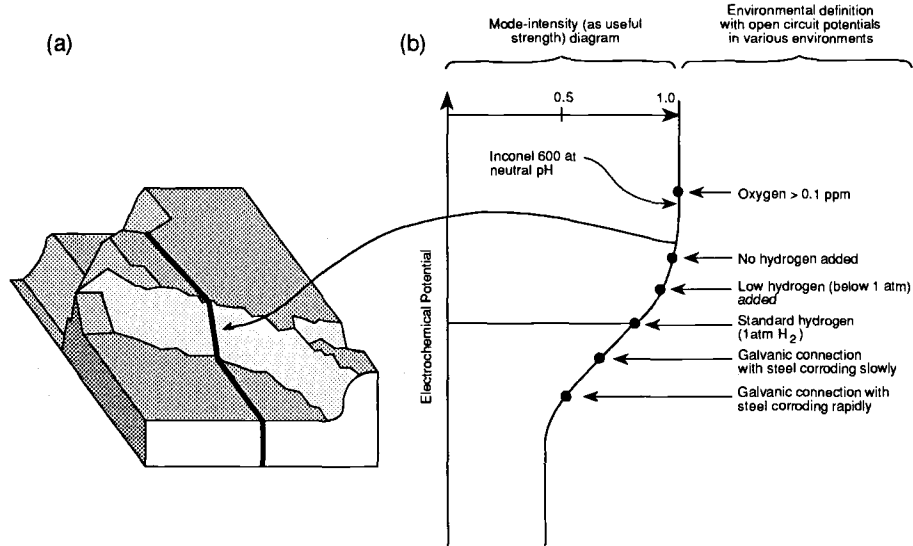 (a)
(b)
Mode-intensity (as useful
strength) diagram
Environmental definition
with open circuit potentials
in various environments
0.5
1.0
Inconel 600 at
neutral pH
Oxygen > 0.1 ppm
No hydrogen added
Low hydrogen (below 1 atm)
added
Standard hydrogen
(1atm H₂)
Galvanic connection
with steel corroding slowly
Galvanic connection with
steel corroding rapidly
Electrochemical Potential